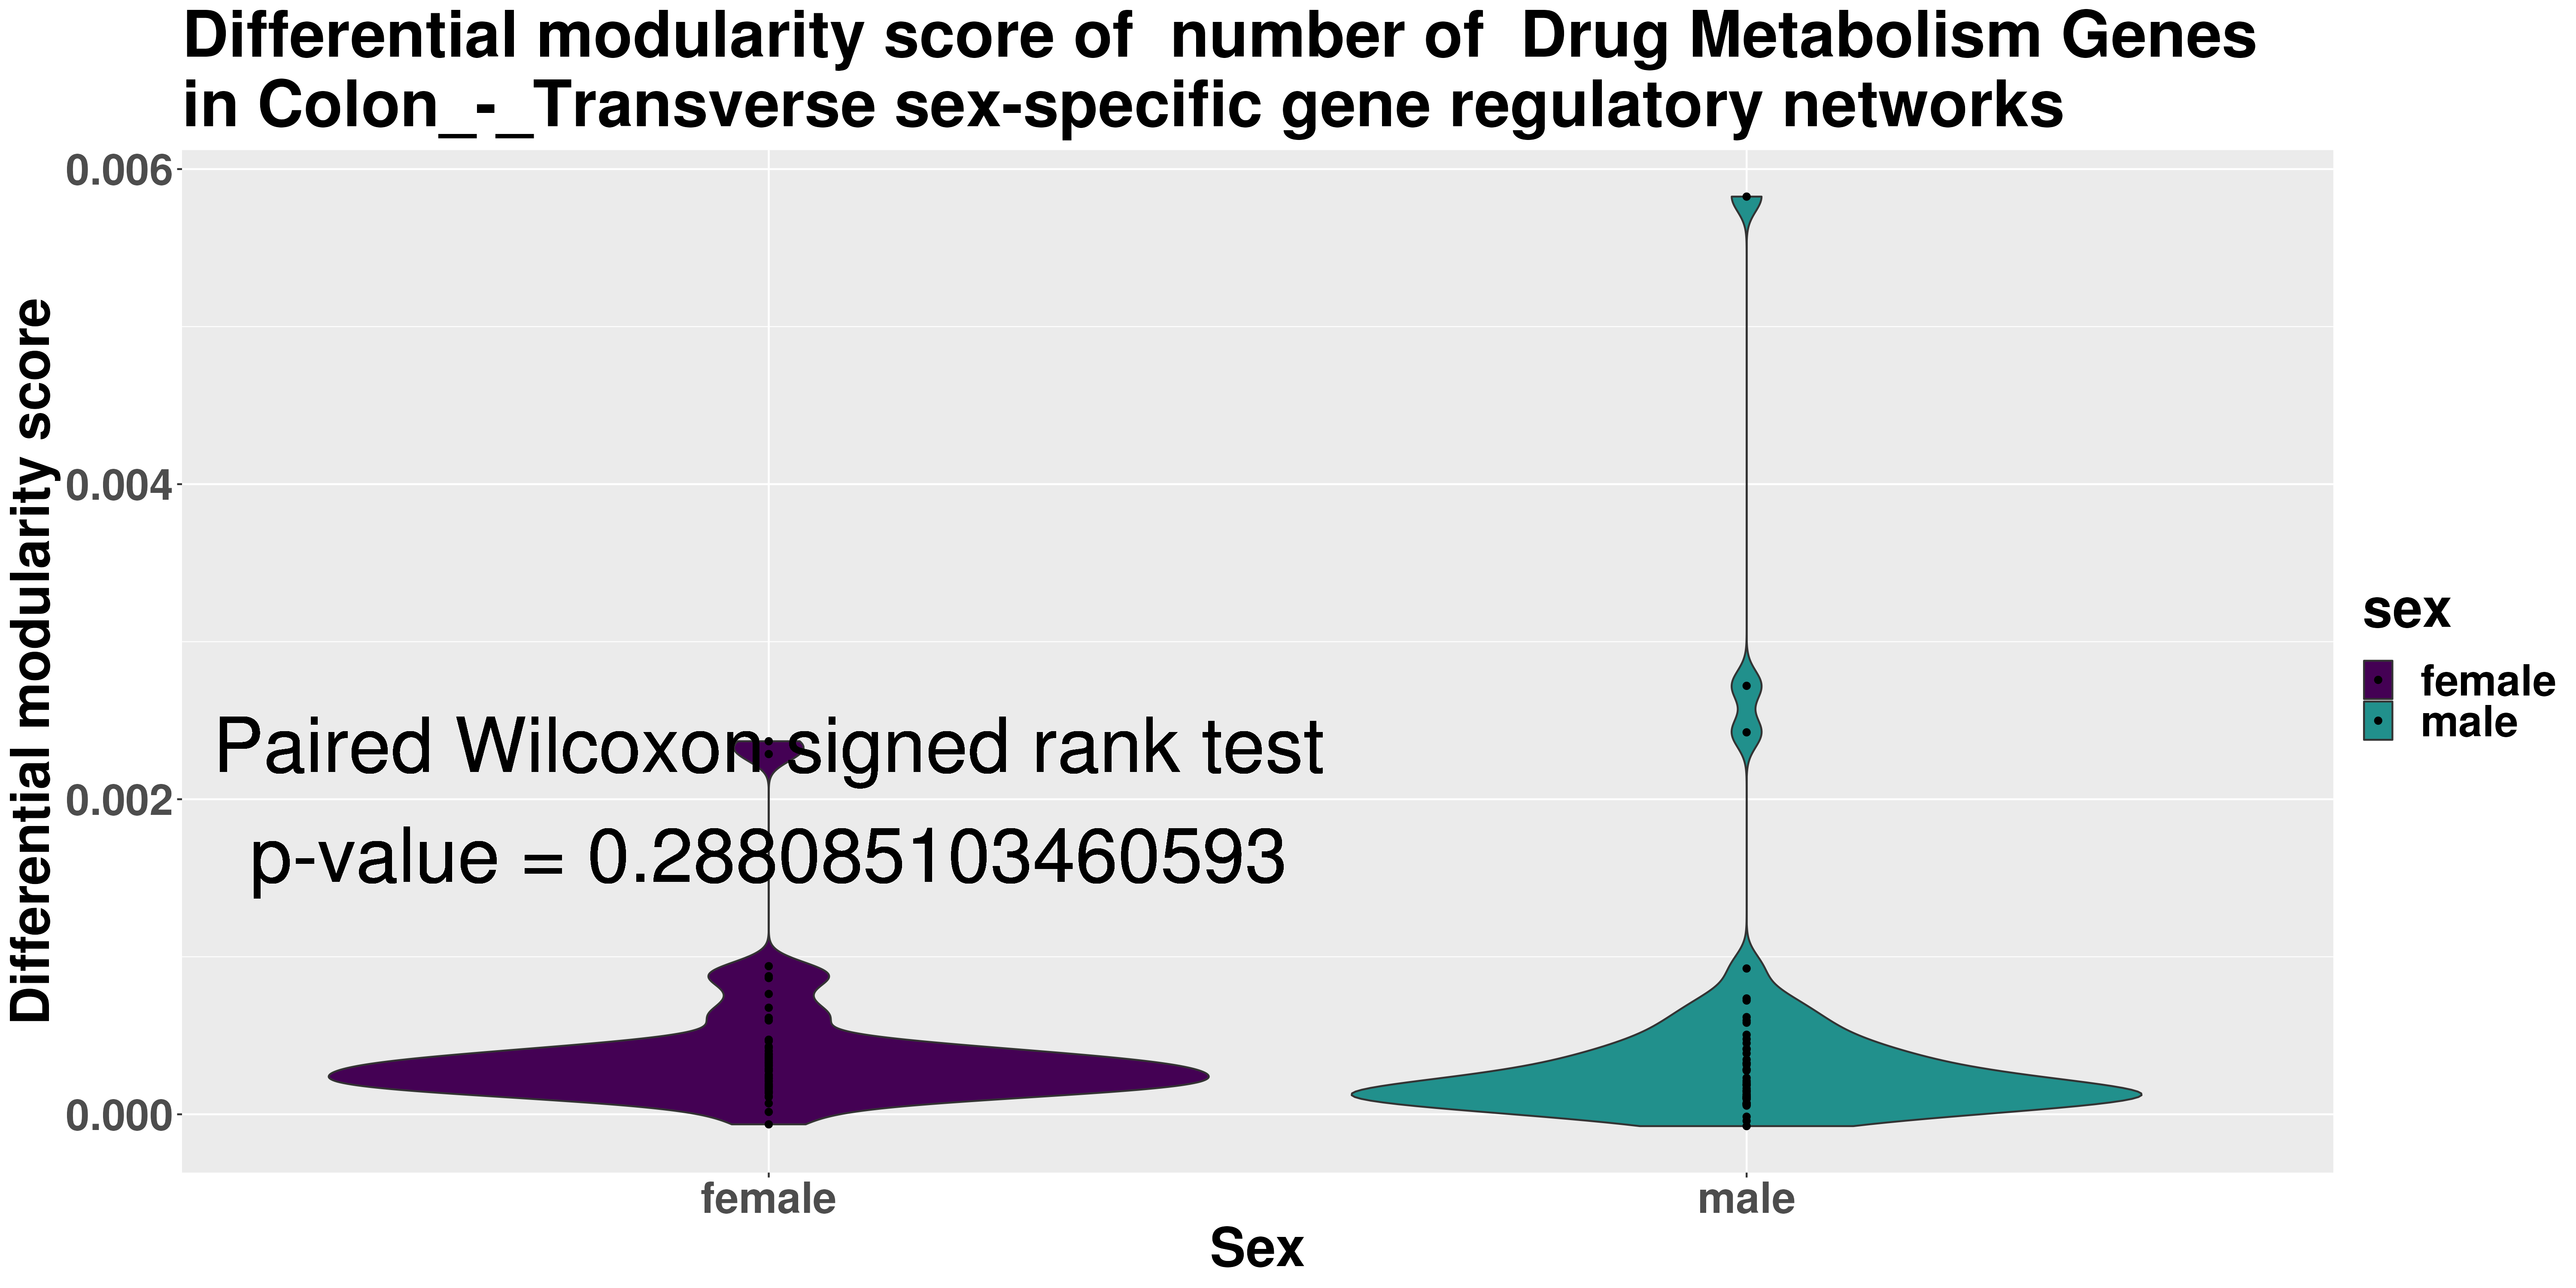 Differential modularity score of  number of  Drug Metabolism Genes
in Colon_-_Transverse sex-specific gene regulatory networks
Differential modularity score
0.006
0.004
0.002
0.000
Paired Wilcoxon signed rank test
p-value = 0.288085103460593
female
male
Sex
sex
female
male